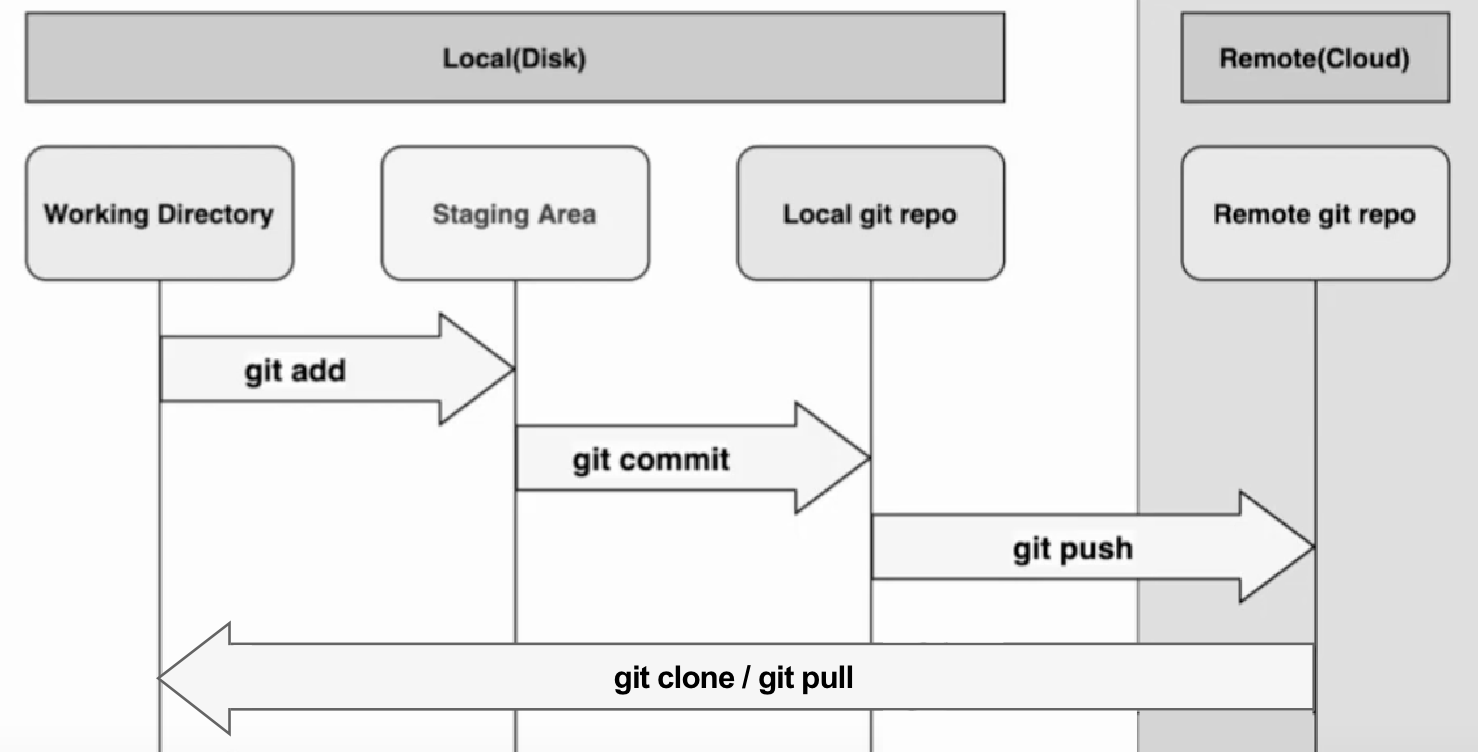 Local(Disk)
Remote(Cloud)
Working Directory
Staging Area
Local git repo
Remote git repo
git add
git commit
git push
git clone / git pull